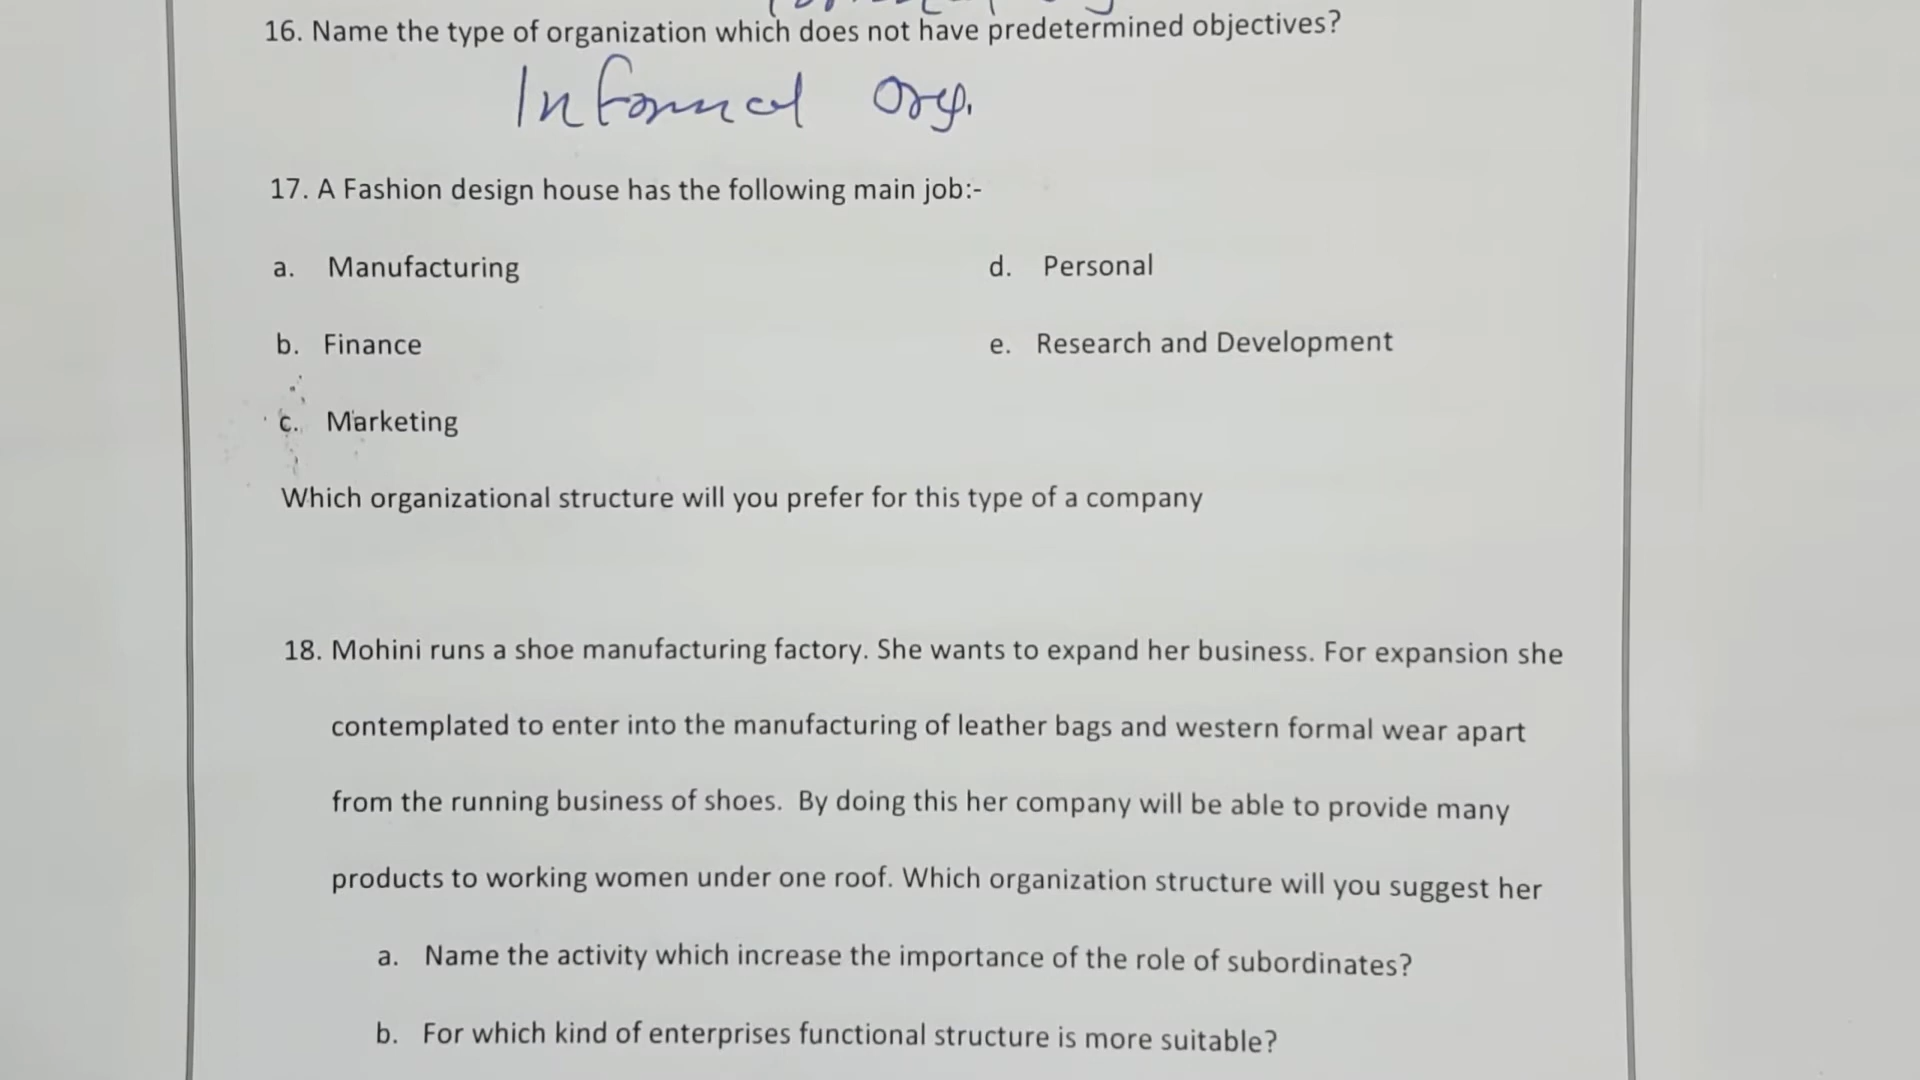 16. Name the type of organization which does not have predetermined objectives?
Informal Org.
17. A Fashion design house has the following main job:-
a. Manufacturing
d. Personal
b. Finance
e. Research and Development
c. Marketing
Which organizational structure will you prefer for this type of a company
18. Mohini runs a shoe manufacturing factory. She wants to expand her business. For expansion she
contemplated to enter into the manufacturing of leather bags and western formal wear apart
from the running business of shoes. By doing this her company will be able to provide many
products to working women under one roof. Which organization structure will you suggest her
a. Name the activity which increase the importance of the role of subordinates?
b. For which kind of enterprises functional structure is more suitable?